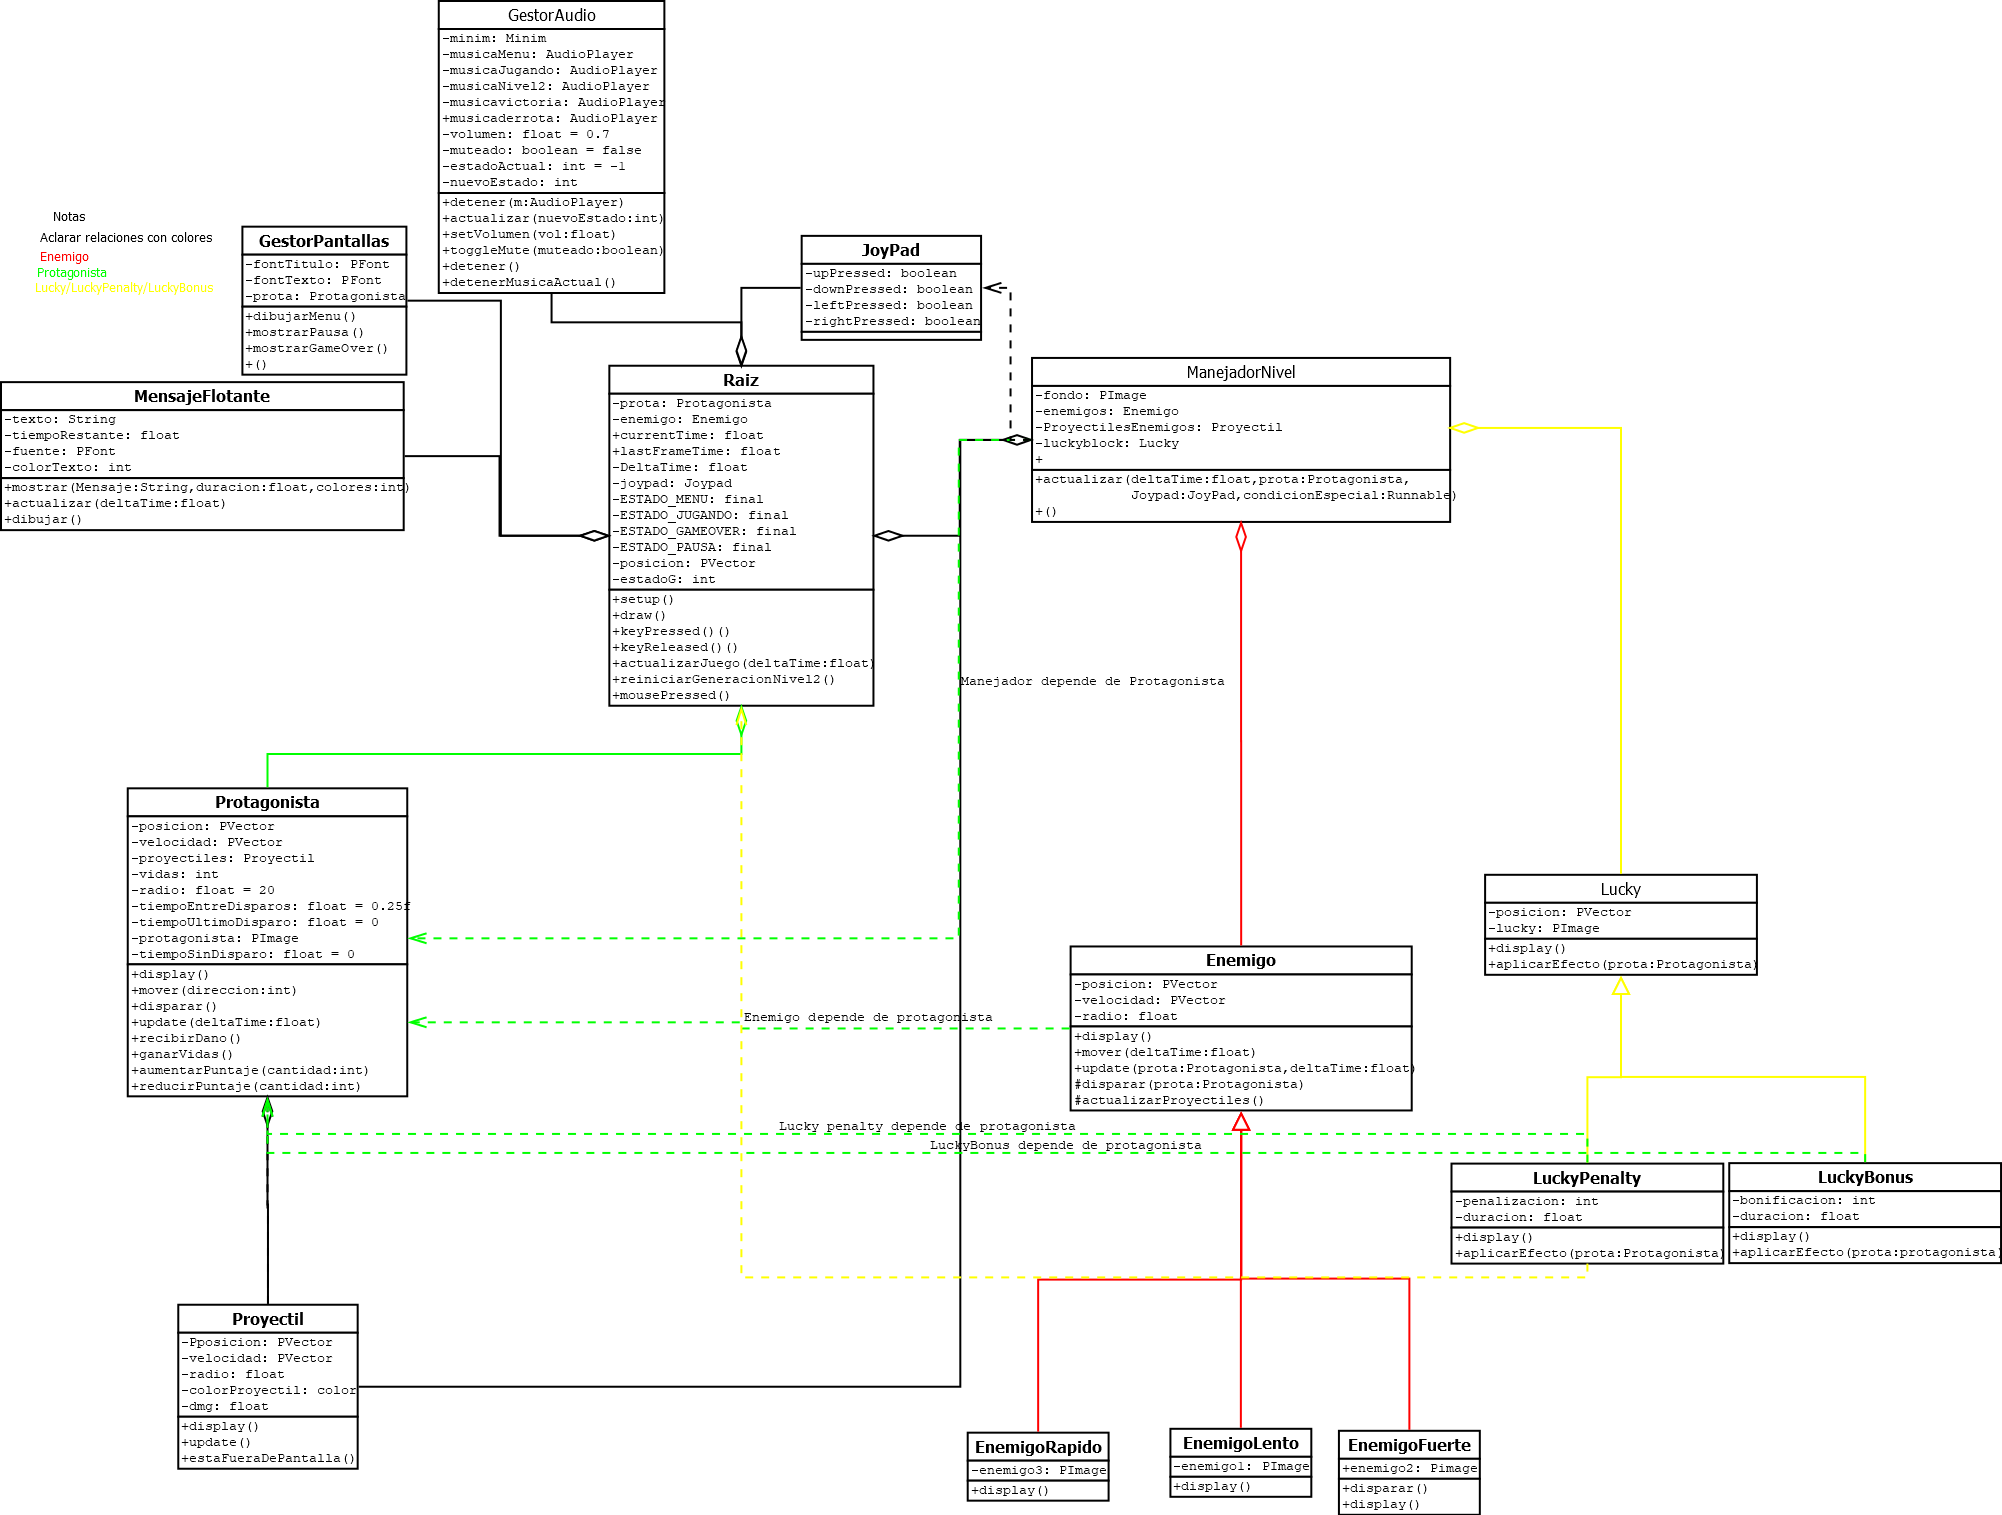 GestorAudio
-minim: Minim
-musicaMenu: AudioPlayer
-musicaJugando: AudioPlayer
-musicaNivel2: AudioPlayer
-musicavictoria: AudioPlayer
+musicaderrota: AudioPlayer
-volumen: float = 0.7
-muteado: boolean = false
-estadoActual: int = -1
-nuevoEstado: int
+detener(m:AudioPlayer)
+actualizar(nuevoEstado:int)
+setVolumen(vol:float)
+toggleMute(muteado:boolean)
+detener()
+detenerMusicaActual()
Notas
Aclarar relaciones con colores
Enemigo
Protagonista
Lucky/LuckyPenalty/LuckyBonus
GestorPantallas
-fontTitulo: PFont
-fontTexto: PFont
-prota: Protagonista
+dibujarMenu()
+mostrarPausa()
+mostrarGameOver()
+()
JoyPad
-upPressed: boolean
-downPressed: boolean
-leftPressed: boolean
-rightPressed: boolean
MensajeFlotante
-texto: String
-tiempoRestante: float
-fuente: PFont
-colorTexto: int
+mostrar(Mensaje:String,duracion:float,colores:int)
+actualizar(deltaTime:float)
+dibujar()
Raiz
-prota: Protagonista
-enemigo: Enemigo
+currentTime: float
+lastFrameTime: float
-DeltaTime: float
-joypad: Joypad
-ESTADO_MENU: final
-ESTADO_JUGANDO: final
-ESTADO_GAMEOVER: final
-ESTADO_PAUSA: final
-posicion: PVector
-estadoG: int
+setup()
+draw()
+keyPressed()()
+keyReleased()()
+actualizarJuego(deltaTime:float)
+reiniciarGeneracionNivel2()
+mousePressed()
ManejadorNivel
-fondo: PImage
-enemigos: Enemigo
-ProyectilesEnemigos: Proyectil
-luckyblock: Lucky
+
+actualizar(deltaTime:float,prota:Protagonista,
Joypad:JoyPad,condicionEspecial:Runnable)
+()
Manejador depende de Protagonista
Protagonista
-posicion: PVector
-velocidad: PVector
-proyectiles: Proyectil
-vidas: int
-radio: float = 20
-tiempoEntreDisparos: float = 0.25f
-tiempoUltimoDisparo: float = 0
-protagonista: PImage
-tiempoSinDisparo: float = 0
+display()
+mover(direccion:int)
+disparar()
+update(deltaTime:float)
+recibirDano()
+ganarVidas()
+aumentarPuntaje(cantidad:int)
+reducirPuntaje(cantidad:int)
Lucky
-posicion: PVector
-lucky: PImage
+display()
+aplicarEfecto(prota:Protagonista)
Enemigo
-posicion: PVector
-velocidad: PVector
-radio: float
+display()
+mover(deltaTime:float)
+update(prota:Protagonista,deltaTime:float)
#disparar(prota:Protagonista)
#actualizarProyectiles()
Enemigo depende de protagonista
Lucky penalty depende de protagonista
LuckyBonus depende de protagonista
LuckyPenalty
-penalizacion: int
-duracion: float
+display()
+aplicarEfecto(prota:Protagonista)
LuckyBonus
-bonificacion: int
-duracion: float
+display()
+aplicarEfecto(prota:protagonista)
Proyectil
-Pposicion: PVector
-velocidad: PVector
-radio: float
-colorProyectil: color
-dmg: float
+display()
+update()
+estaFueraDePantalla()
EnemigoRapido
-enemigo3: PImage
+display()
EnemigoLento
-enemigo1: PImage
+display()
EnemigoFuerte
+enemigo2: Pimage
+disparar()
+display()